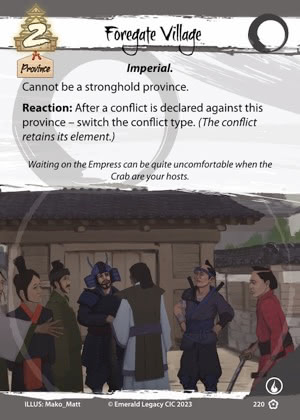 2
Foregate Village
Province
Imperial.
Cannot be a stronghold province.
Reaction: After a conflict is declared against this
province – switch the conflict type. (The conflict
retains its element.)
Waiting on the Empress can be quite uncomfortable when the
Crab are your hosts.
ILLUS: Mako_Matt
© Emerald Legacy CIC 2023
220